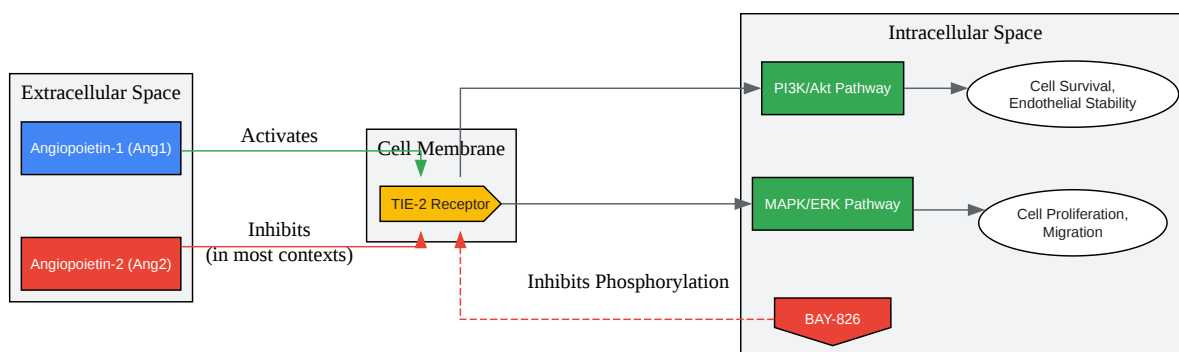 Intracellular Space
Extracellular Space
PI3K/Akt Pathway
Cell Survival,
Endothelial Stability
Angiopoietin-1 (Ang1)
Activates
Cell Membrane
TIE-2 Receptor
MAPK/ERK Pathway
Cell Proliferation,
Migration
Angiopoietin-2 (Ang2)
Inhibits
(in most contexts)
Inhibits Phosphorylation
BAY-826